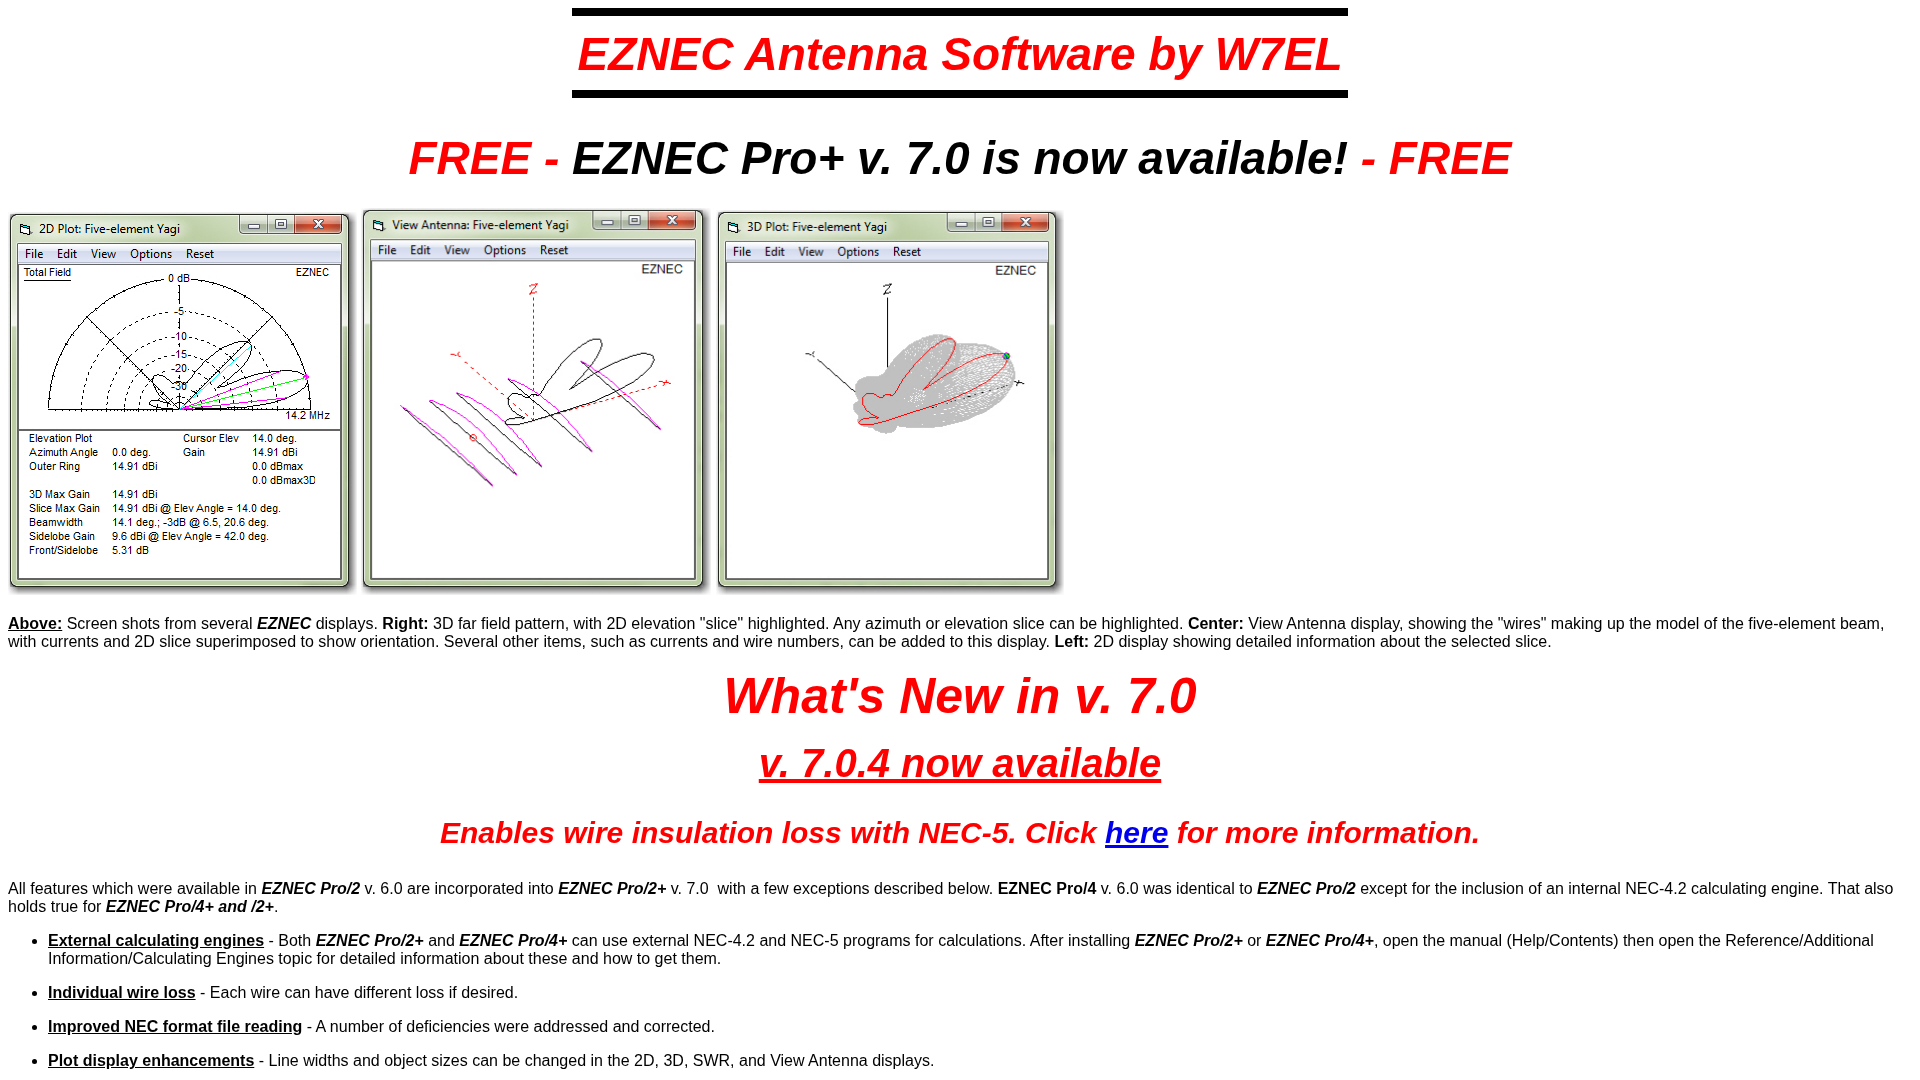 EZNEC Antenna Software by W7EL
FREE - EZNEC Pro+ v. 7.0 is now available! - FREE
2D Plot: Five-element Yagi
File Edit View Options Reset
Total Field
EZNEC
0 dB
-5
-10
-15
-20
-30
14.2 MHz
Elevation Plot Cursor Elev 14.0 deg.
Azimuth Angle 0.0 deg. Gain 14.91 dBi
Outer Ring 14.91 dBi 0.0 dBmax
0.0 dBmax3D
3D Max Gain 14.91 dBi
Slice Max Gain 14.91 dBi @ Elev Angle = 14.0 deg.
Beamwidth 14.1 deg.; -3dB @ 6.5, 20.6 deg.
Sidelobe Gain 9.6 dBi @ Elev Angle = 42.0 deg.
Front/Sidelobe 5.31 dB
View Antenna: Five-element Yagi
File Edit View Options Reset
EZNEC
Z
Y
X
3D Plot: Five-element Yagi
File Edit View Options Reset
EZNEC
Z
Y
X
Above: Screen shots from several EZNEC displays. Right: 3D far field pattern, with 2D elevation "slice" highlighted. Any azimuth or elevation slice can be highlighted. Center: View Antenna display, showing the "wires" making up the model of the five-element beam,
with currents and 2D slice superimposed to show orientation. Several other items, such as currents and wire numbers, can be added to this display. Left: 2D display showing detailed information about the selected slice.
What's New in v. 7.0
v. 7.0.4 now available
Enables wire insulation loss with NEC-5. Click here for more information.
All features which were available in EZNEC Pro/2 v. 6.0 are incorporated into EZNEC Pro/2+ v. 7.0 with a few exceptions described below. EZNEC Pro/4 v. 6.0 was identical to EZNEC Pro/2 except for the inclusion of an internal NEC-4.2 calculating engine. That also
holds true for EZNEC Pro/4+ and /2+.
• External calculating engines - Both EZNEC Pro/2+ and EZNEC Pro/4+ can use external NEC-4.2 and NEC-5 programs for calculations. After installing EZNEC Pro/2+ or EZNEC Pro/4+, open the manual (Help/Contents) then open the Reference/Additional
Information/Calculating Engines topic for detailed information about these and how to get them.
• Individual wire loss - Each wire can have different loss if desired.
• Improved NEC format file reading - A number of deficiencies were addressed and corrected.
• Plot display enhancements - Line widths and object sizes can be changed in the 2D, 3D, SWR, and View Antenna displays.